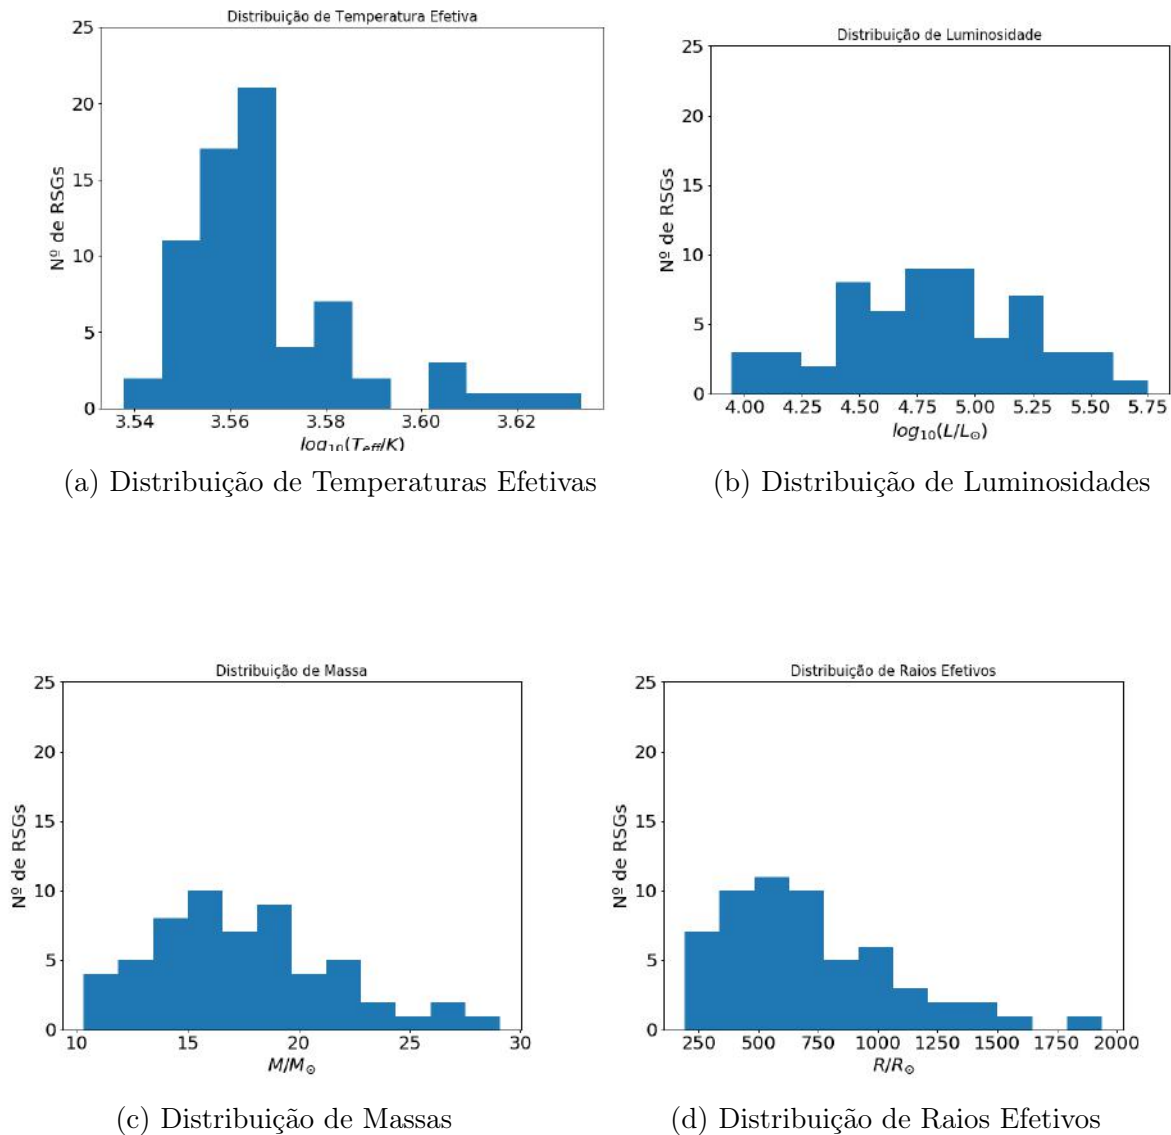 Distribuição de Temperatura Efetiva
25
20
15
10
5
0
Nº de RSGs
3.54 3.56 3.58 3.60 3.62
log₁₀(T_eff/K)
(a) Distribuição de Temperaturas Efetivas
Distribuição de Luminosidade
25
20
15
10
5
0
Nº de RSGs
4.00 4.25 4.50 4.75 5.00 5.25 5.50 5.75
log₁₀(L/L⊙)
(b) Distribuição de Luminosidades
Distribuição de Massa
25
20
15
10
5
0
Nº de RSGs
10 15 20 25 30
M/M⊙
(c) Distribuição de Massas
Distribuição de Raios Efetivos
25
20
15
10
5
0
Nº de RSGs
250 500 750 1000 1250 1500 1750 2000
R/R⊙
(d) Distribuição de Raios Efetivos